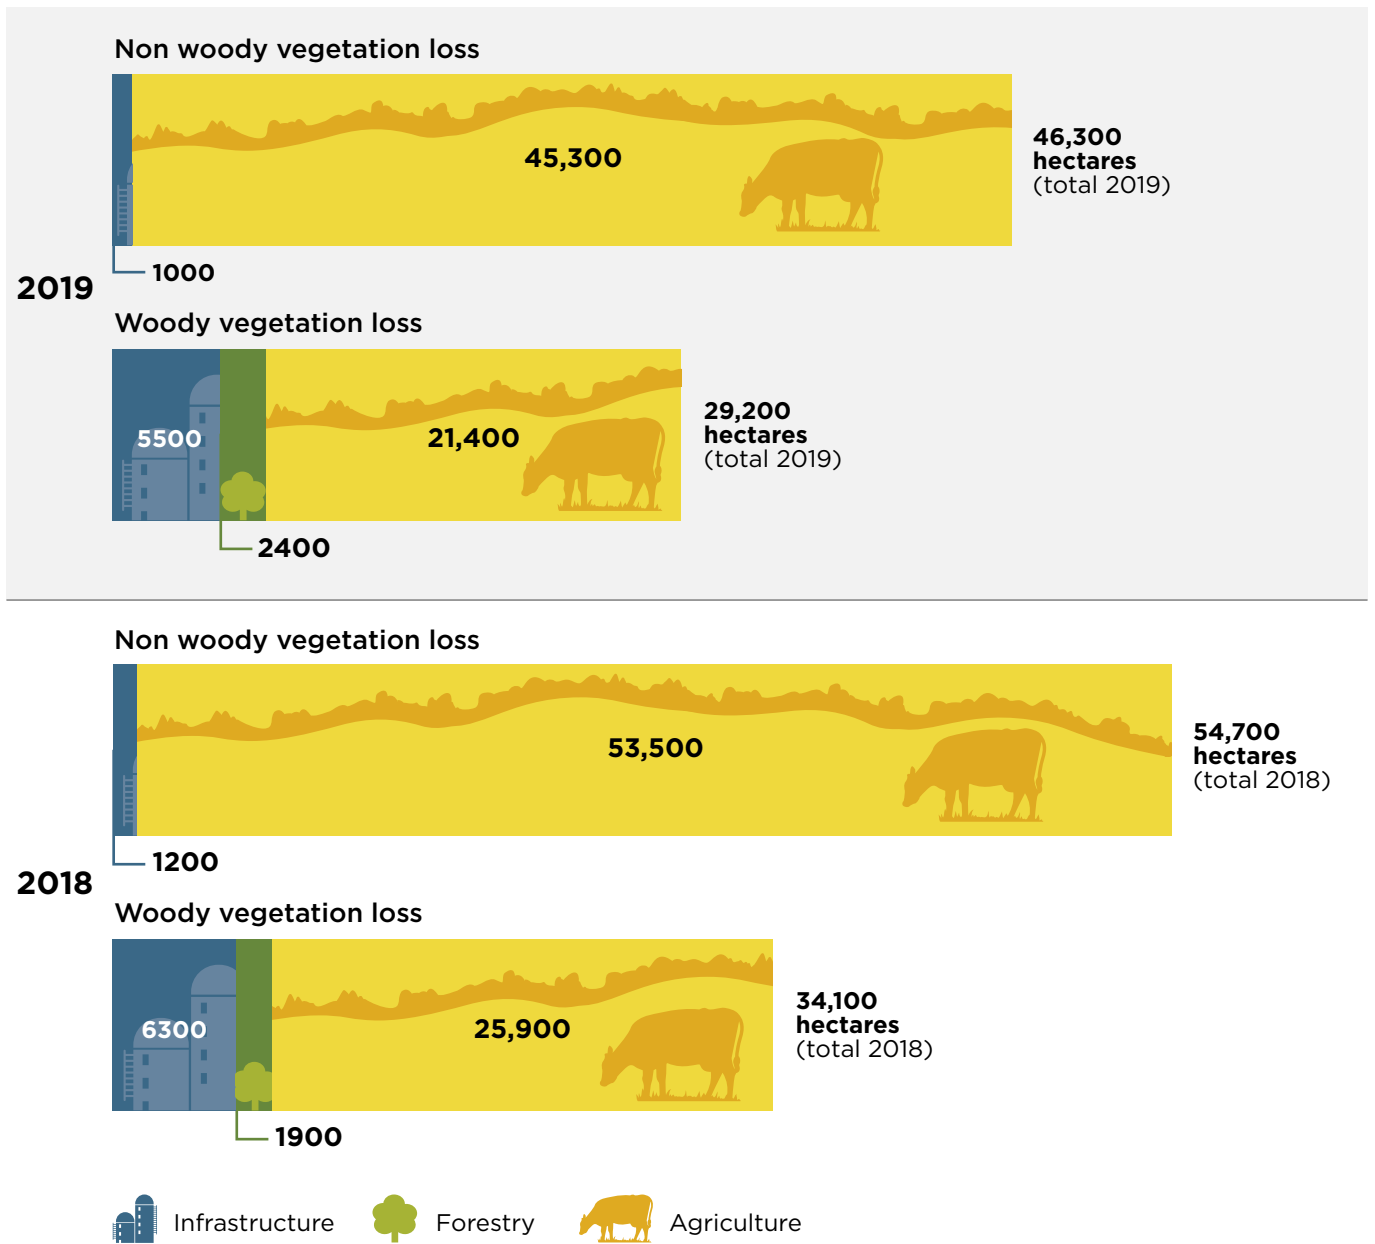 Non woody vegetation loss
45,300
46,300
hectares
(total 2019)
1000
2019
Woody vegetation loss
5500
21,400
29,200
hectares
(total 2019)
2400
Non woody vegetation loss
53,500
54,700
hectares
(total 2018)
1200
2018
Woody vegetation loss
6300
25,900
34,100
hectares
(total 2018)
1900
Infrastructure
Forestry
Agriculture